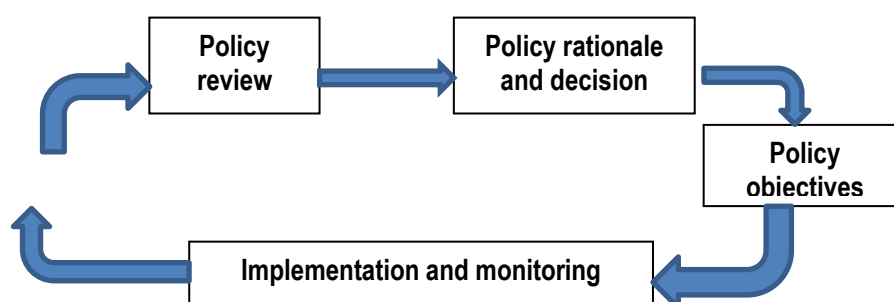 Policy
review
Policy rationale
and decision
Policy
objectives
Implementation and monitoring